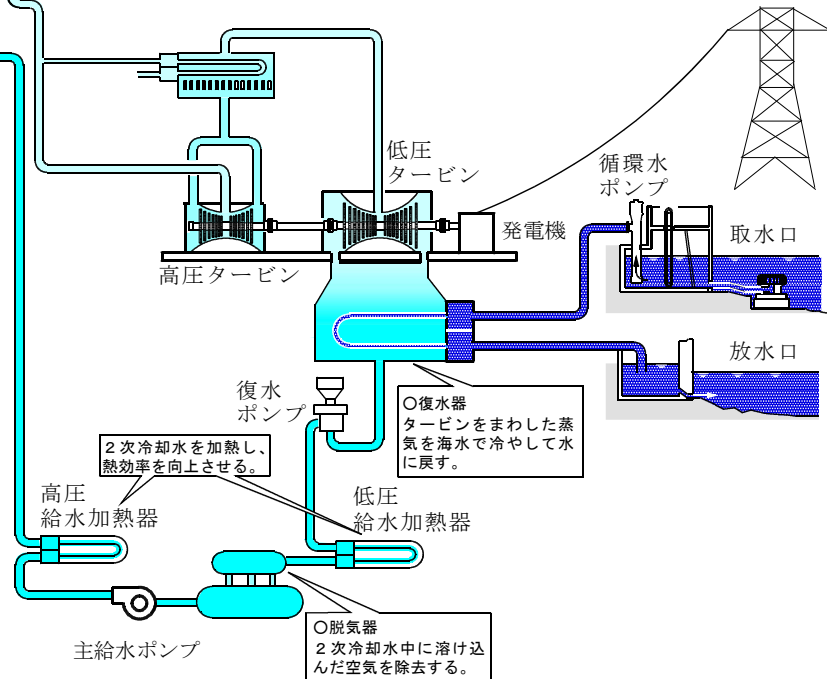 低圧
タービン
循環水
ポンプ
取水口
発電機
高圧タービン
放水口
復水
ポンプ
○復水器
タービンをまわした蒸
気を海水で冷やして水
に戻す。
２次冷却水を加熱し、
熱効率を向上させる。
高圧
給水加熱器
低圧
給水加熱器
○脱気器
２次冷却水中に溶け込
んだ空気を除去する。
主給水ポンプ